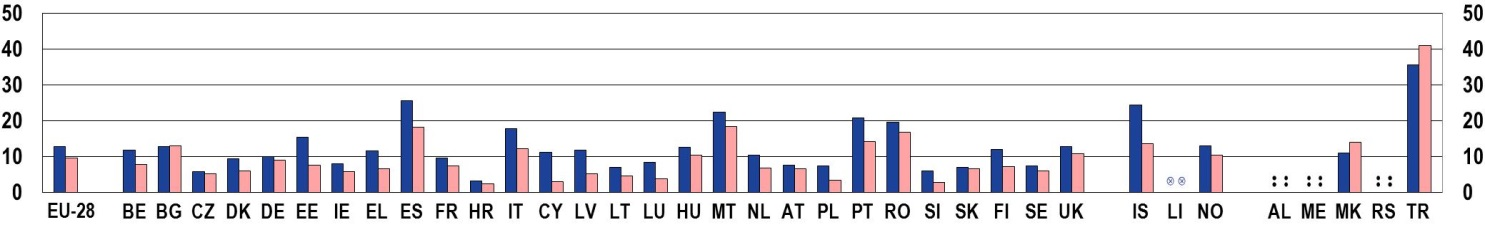 50 50
40 40
30 30
20 20
10 10
0 : : : : ⊗ ⊗ : : 0
EU-28 BE BG CZ DK DE EE IE EL ES FR HR IT CY LV LT LU HU MT NL AT PL PT RO SI SK FI SE UK IS LI NO AL ME MK RS TR